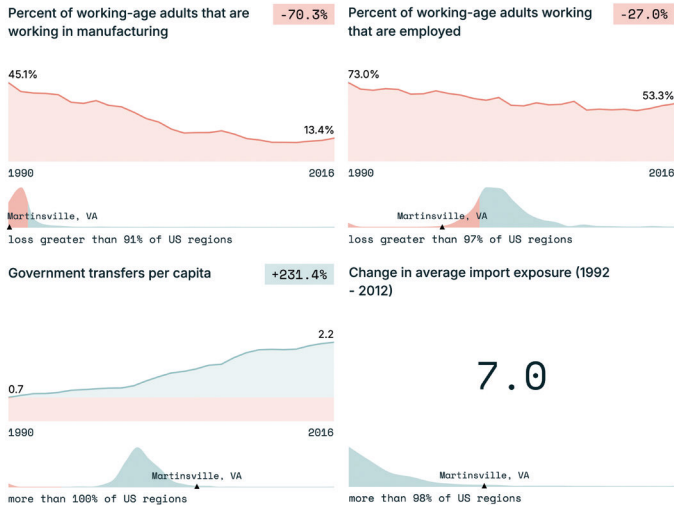 Percent of working-age adults that are
working in manufacturing
-70.3%
45.1%
13.4%
1990
2016
Martinsville, VA
loss greater than 91% of US regions
Percent of working-age adults working
that are employed
-27.0%
73.0%
53.3%
1990
2016
Martinsville, VA
loss greater than 97% of US regions
Government transfers per capita
+231.4%
2.2
0.7
1990
2016
Martinsville, VA
more than 100% of US regions
Change in average import exposure (1992
- 2012)
7.0
Martinsville, VA
more than 98% of US regions